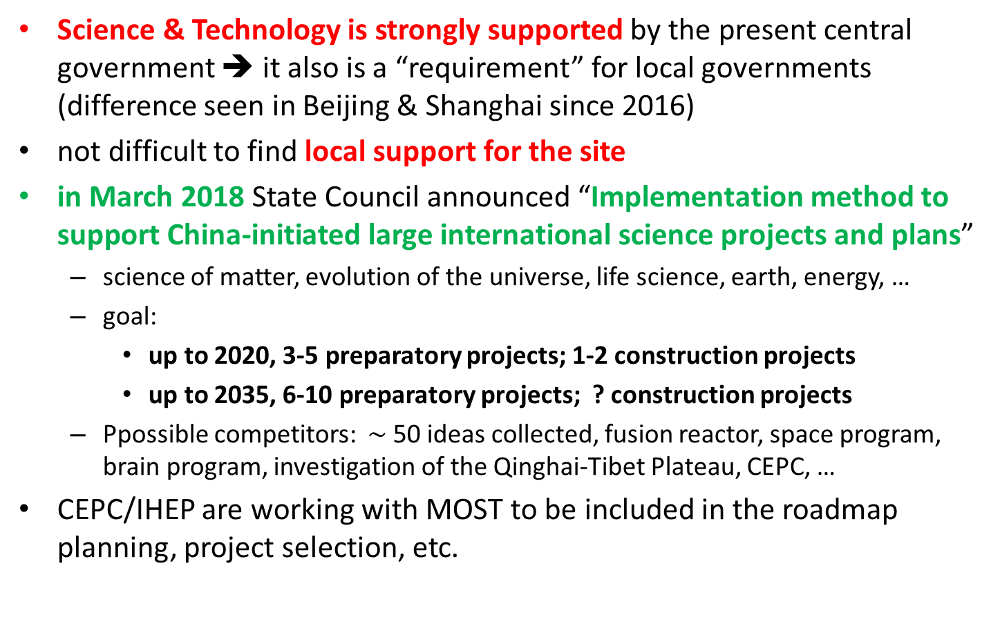 • Science & Technology is strongly supported by the present central
government ➔ it also is a “requirement” for local governments
(difference seen in Beijing & Shanghai since 2016)
• not difficult to find local support for the site
• in March 2018 State Council announced “Implementation method to
support China-initiated large international science projects and plans”
– science of matter, evolution of the universe, life science, earth, energy, …
– goal:
• up to 2020, 3-5 preparatory projects; 1-2 construction projects
• up to 2035, 6-10 preparatory projects; ? construction projects
– Ppossible competitors: ~ 50 ideas collected, fusion reactor, space program,
brain program, investigation of the Qinghai-Tibet Plateau, CEPC, …
• CEPC/IHEP are working with MOST to be included in the roadmap
planning, project selection, etc.